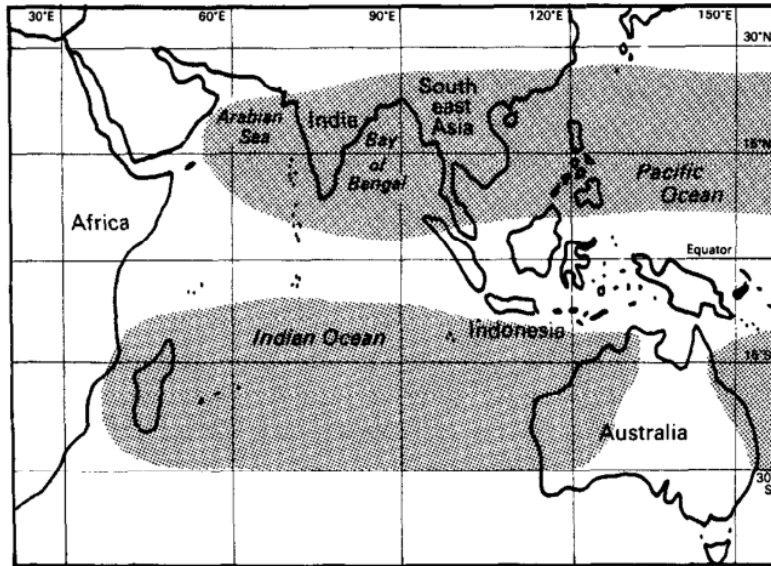 30°E 60°E 90°E 120°E 150°E
30°N
South
east
Asia
Arabian
Sea
India
Bay
of
Bengal
15°N
Pacific
Ocean
Africa
Equator
Indian Ocean
Indonesia
15°S
Australia
30°
S